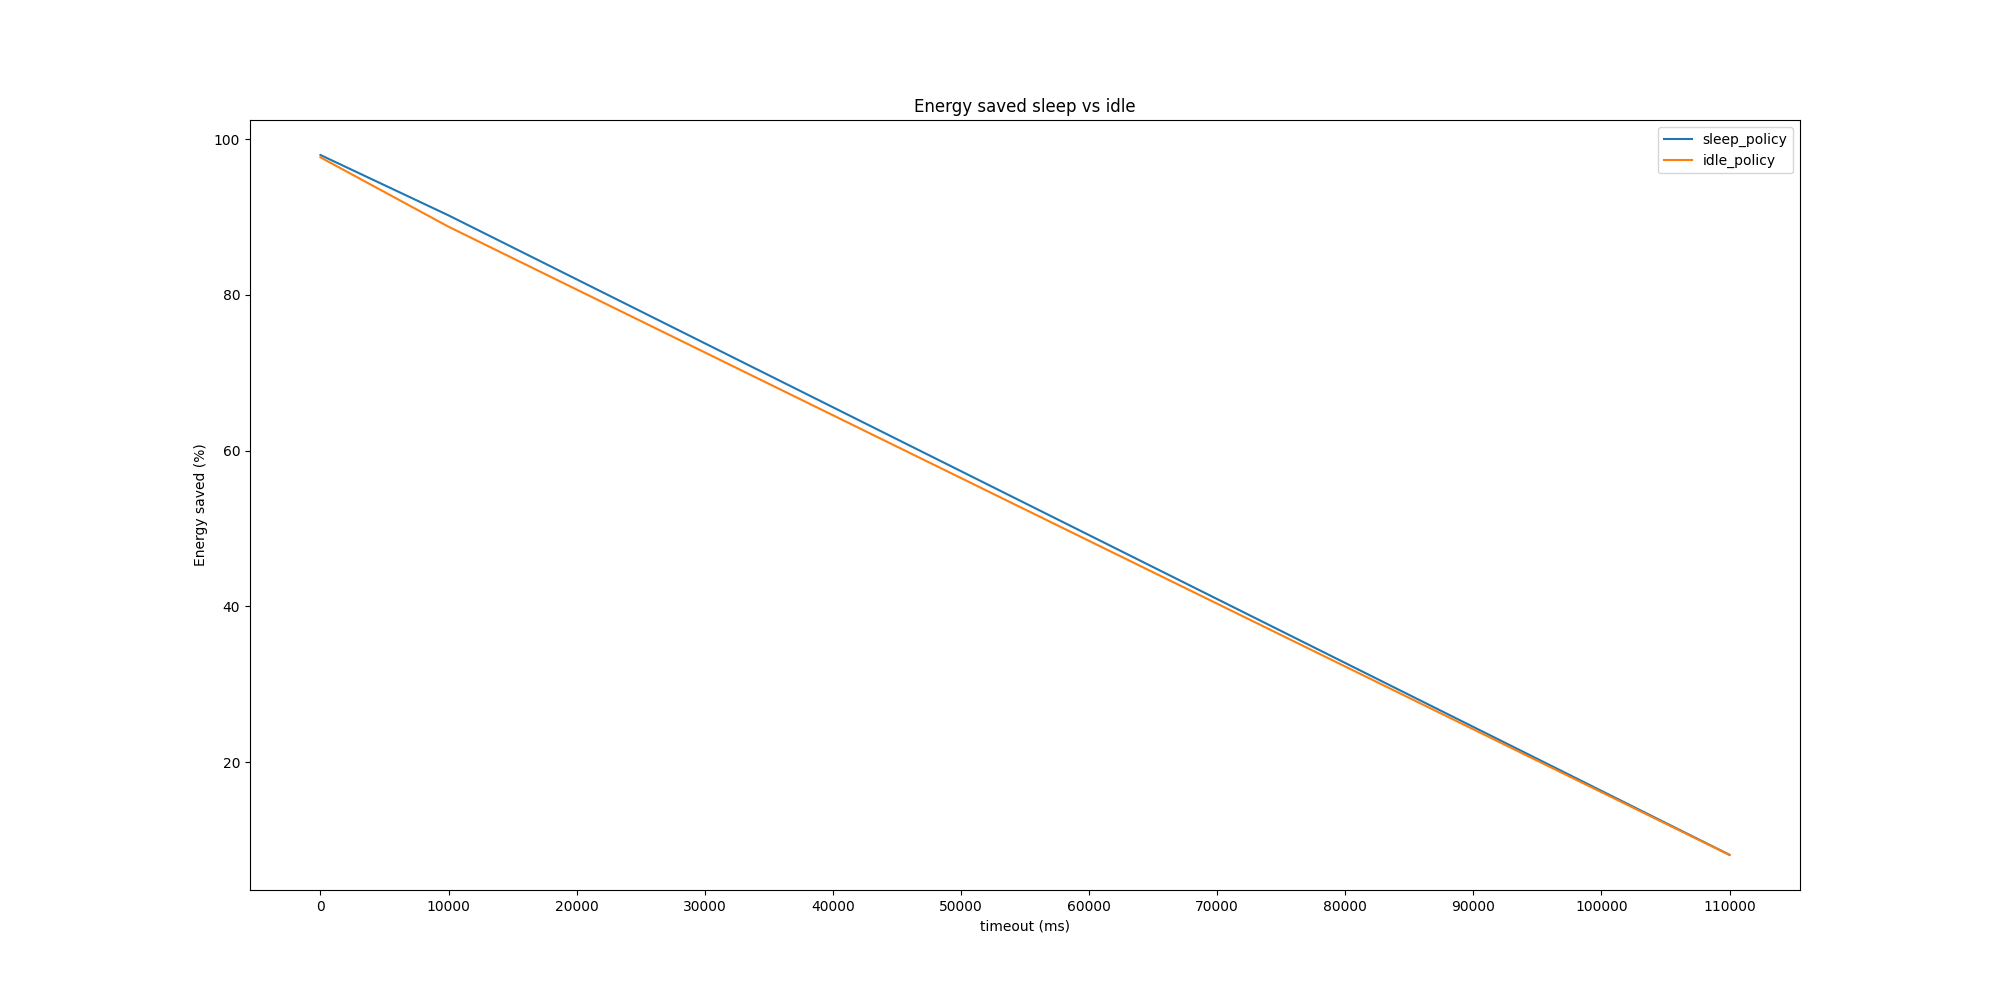 Energy saved sleep vs idle
sleep_policy
idle_policy
Energy saved (%)
100
80
60
40
20
0 10000 20000 30000 40000 50000 60000 70000 80000 90000 100000 110000
timeout (ms)